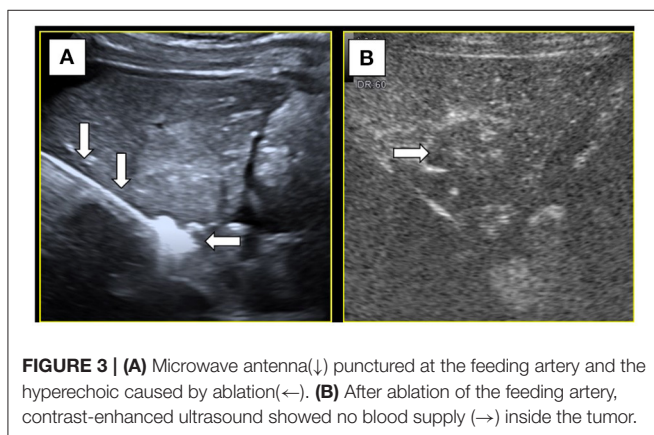 A
B
DR 60
FIGURE 3 | (A) Microwave antenna(↓) punctured at the feeding artery and the
hyperechoic caused by ablation(←). (B) After ablation of the feeding artery,
contrast-enhanced ultrasound showed no blood supply (→) inside the tumor.